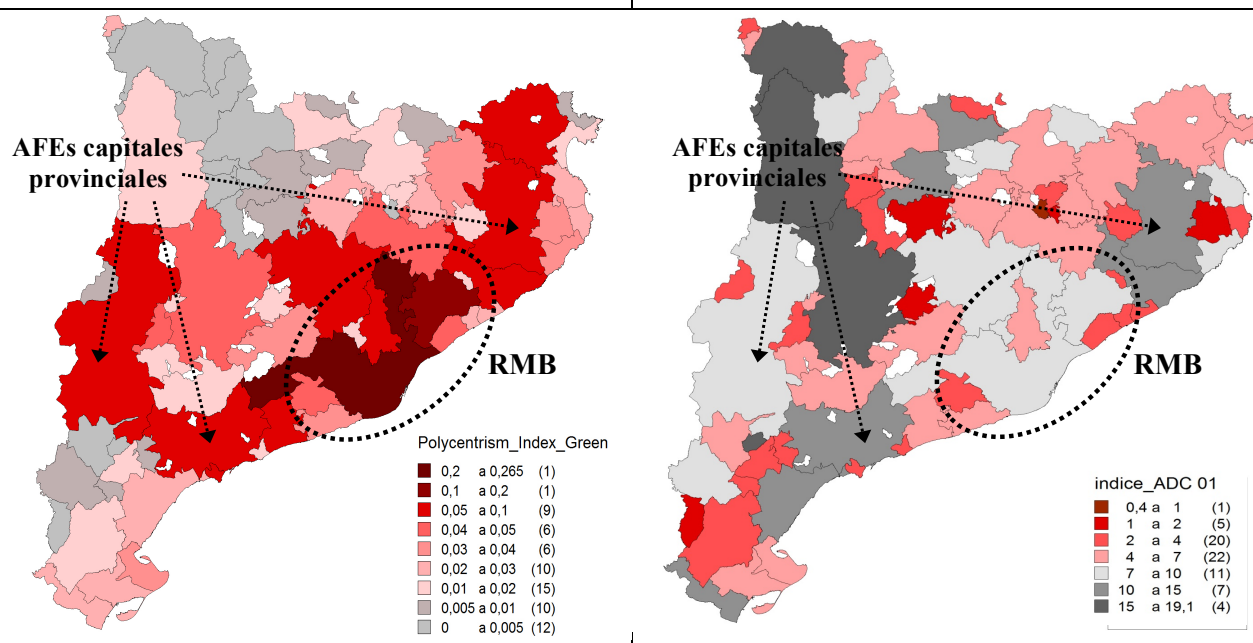 AFEs capitales
provinciales
RMB
Polycentrism_Index_Green
0,2 a 0,265 (1)
0,1 a 0,2 (1)
0,05 a 0,1 (9)
0,04 a 0,05 (6)
0,03 a 0,04 (6)
0,02 a 0,03 (10)
0,01 a 0,02 (15)
0,005 a 0,01 (10)
0 a 0,005 (12)
AFEs capitales
provinciales
RMB
indice_ADC 01
0,4 a 1 (1)
1 a 2 (5)
2 a 4 (20)
4 a 7 (22)
7 a 10 (11)
10 a 15 (7)
15 a 19,1 (4)